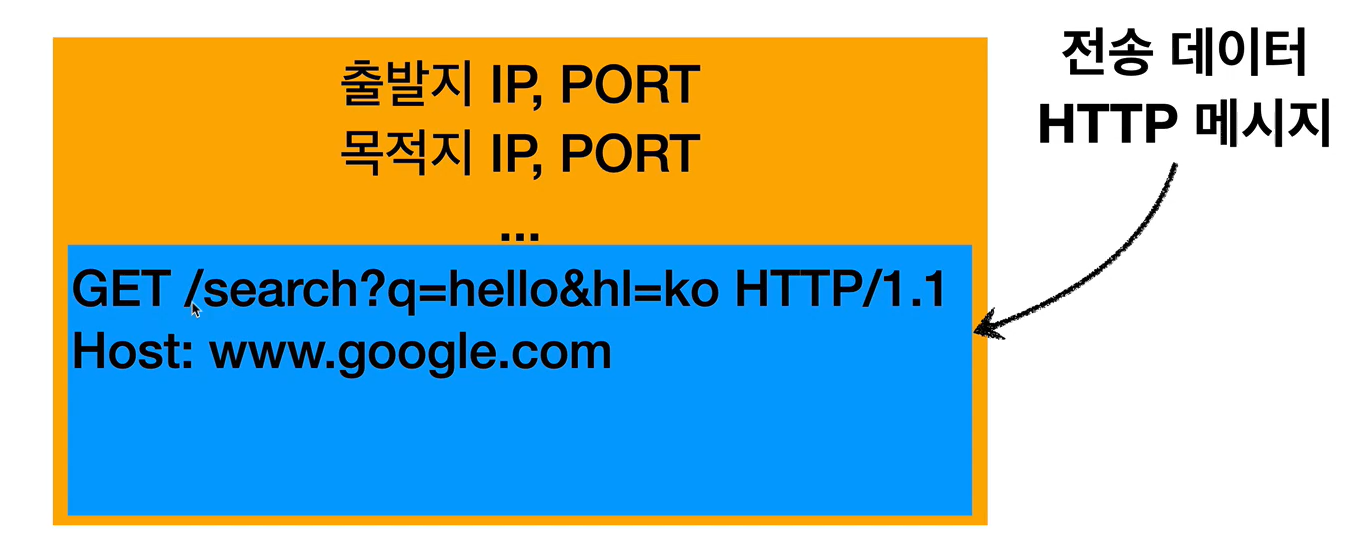 전송 데이터
HTTP 메시지
출발지 IP, PORT
목적지 IP, PORT
...
GET /search?q=hello&hl=ko HTTP/1.1
Host: www.google.com